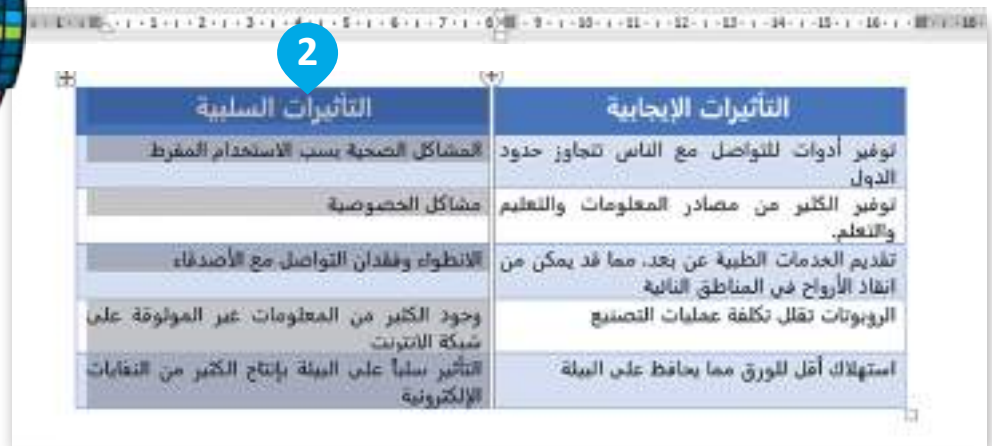 2
التأثيرات الإيجابية
التأثيرات السلبية
توفير أدوات للتواصل مع الناس تتجاوز حدود
الدول
المشاكل الصحية بسبب الاستخدام المفرط
توفير الكثير من مصادر المعلومات والتعليم
والتعلم.
مشاكل الخصوصية
تقديم الخدمات الطبية عن بعد، مما قد يمكن من
انقاذ الأرواح في المناطق النائية
الانطواء وفقدان التواصل مع الأصدقاء
الروبوتات تقلل تكلفة عمليات التصنيع
وجود الكثير من المعلومات غير الموثوقة على
شبكة الانترنت
استهلاك أقل للورق مما يحافظ على البيئة
التأثير سلباً على البيئة بإنتاج الكثير من النفايات
الإلكترونية